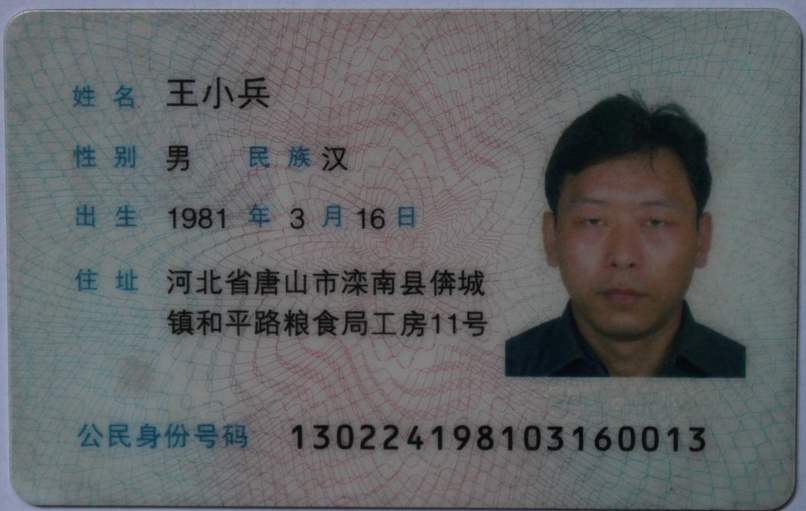 姓名 王小兵
性别 男 民族 汉
出生 1981 年 3 月 16 日
住址 河北省唐山市滦南县倴城
镇和平路粮食局工房11号
公民身份号码 130224198103160013